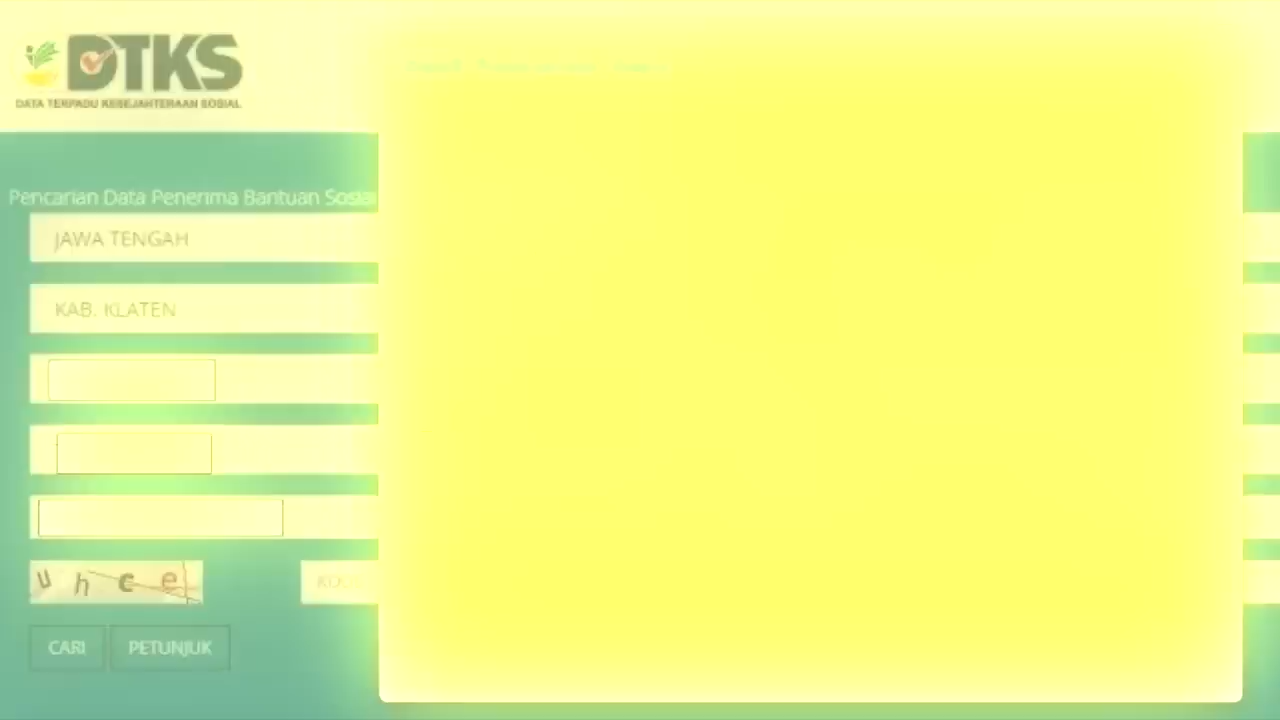 DTKS
DATA TERPADU KESEJAHTERAAN SOSIAL
Pencarian Data Penerima Bantuan Sosial
JAWA TENGAH
KAB. KLATEN
u h c e
CARI
PETUNJUK